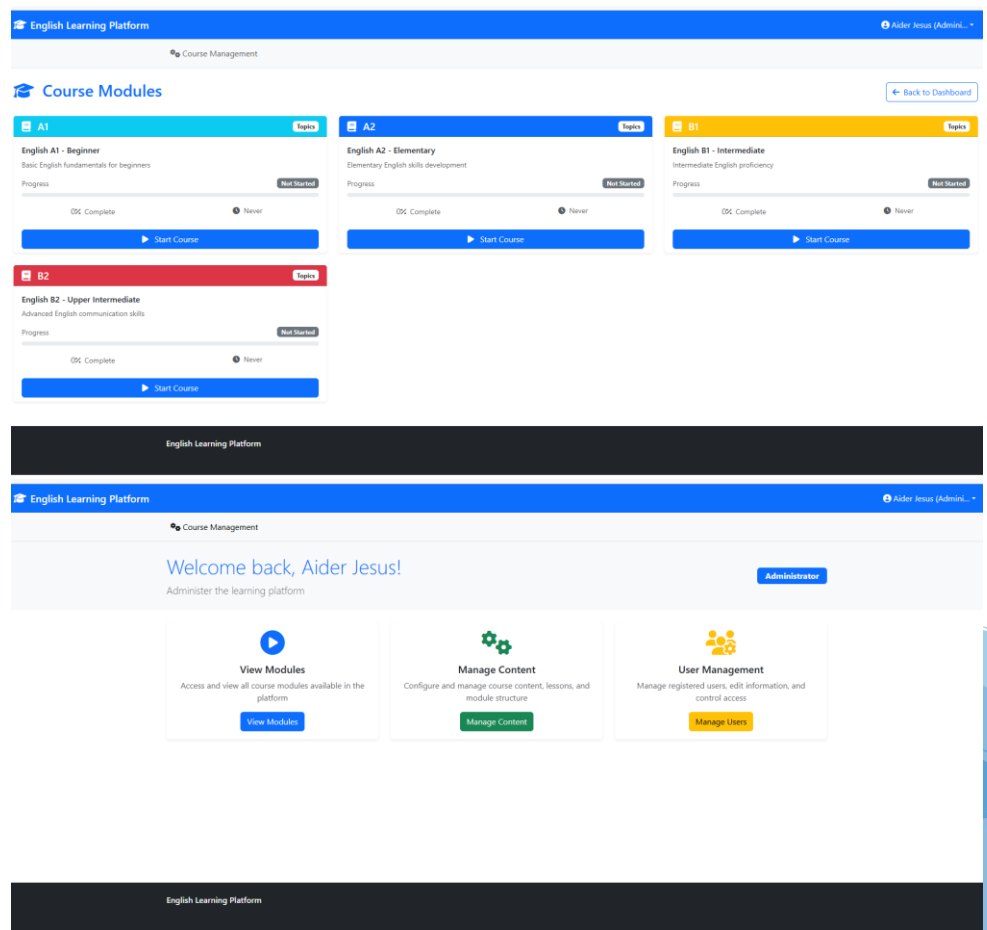 English Learning Platform
Aider Jesus (Admini...
Course Management
Course Modules
Back to Dashboard
A1 Topics
English A1 - Beginner
Basic English fundamentals for beginners
Progress Not Started
0% Complete Never
Start Course
A2 Topics
English A2 - Elementary
Elementary English skills development
Progress Not Started
0% Complete Never
Start Course
B1 Topics
English B1 - Intermediate
Intermediate English proficiency
Progress Not Started
0% Complete Never
Start Course
B2 Topics
English B2 - Upper Intermediate
Advanced English communication skills
Progress Not Started
0% Complete Never
Start Course
English Learning Platform
English Learning Platform
Aider Jesus (Admini...
Course Management
Welcome back, Aider Jesus!
Administer the learning platform
Administrator
View Modules
Access and view all course modules available in the
platform
View Modules
Manage Content
Configure and manage course content, lessons, and
module structure
Manage Content
User Management
Manage registered users, edit information, and
control access
Manage Users
English Learning Platform